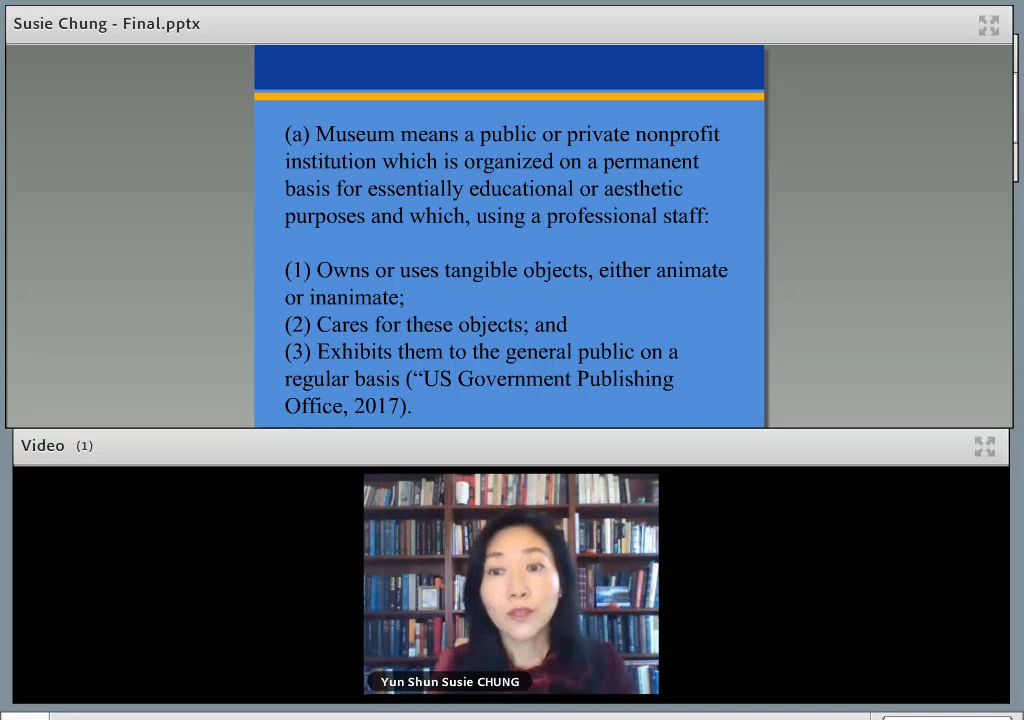 Susie Chung - Final.pptx
(a) Museum means a public or private nonprofit
institution which is organized on a permanent
basis for essentially educational or aesthetic
purposes and which, using a professional staff:
(1) Owns or uses tangible objects, either animate
or inanimate;
(2) Cares for these objects; and
(3) Exhibits them to the general public on a
regular basis (“US Government Publishing
Office, 2017).
Video (1)
Yun Shun Susie CHUNG